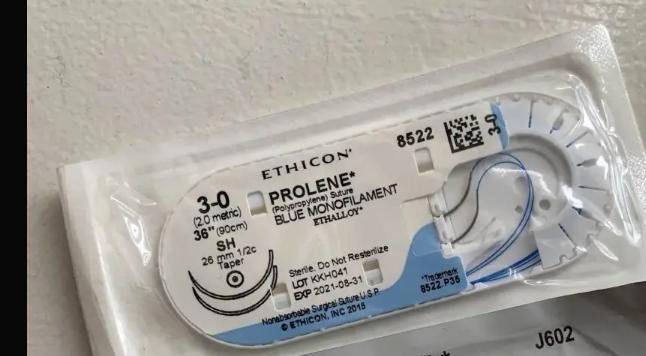 ETHICON*
8522
3-0
3-0
(2.0 metric)
36" (90cm)
SH
26 mm 1/2c
Taper
PROLENE*
(Polypropylene) Suture
BLUE MONOFILAMENT
ETHALLOY*
Sterile. Do Not Resterilize
LOT KKH041
EXP 2021-08-31
Nonabsorbable Surgical Suture U.S.P.
© ETHICON, INC 2015
*Trademark
8522.P35
J602